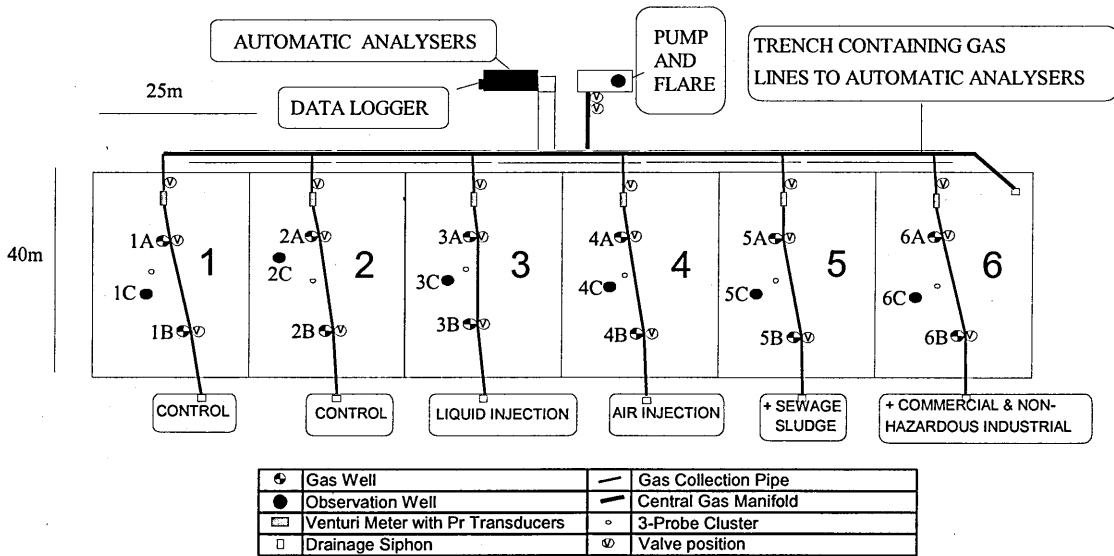 AUTOMATIC ANALYSERS
PUMP
AND
FLARE
TRENCH CONTAINING GAS
LINES TO AUTOMATIC ANALYSERS
25m
DATA LOGGER
40m
V
V
V
V
V
V
V
V
1A V
2A V
3A V
4A V
5A V
6A V
1 2 3 4 5 6
1C
2C
3C
4C
5C
6C
1B V
2B V
3B V
4B V
5B V
6B V
CONTROL
CONTROL
LIQUID INJECTION
AIR INJECTION
+ SEWAGE
SLUDGE
+ COMMERCIAL & NON-
HAZARDOUS INDUSTRIAL
Gas Well
Gas Collection Pipe
Observation Well
Central Gas Manifold
Venturi Meter with Pr Transducers
3-Probe Cluster
Drainage Siphon
V Valve position